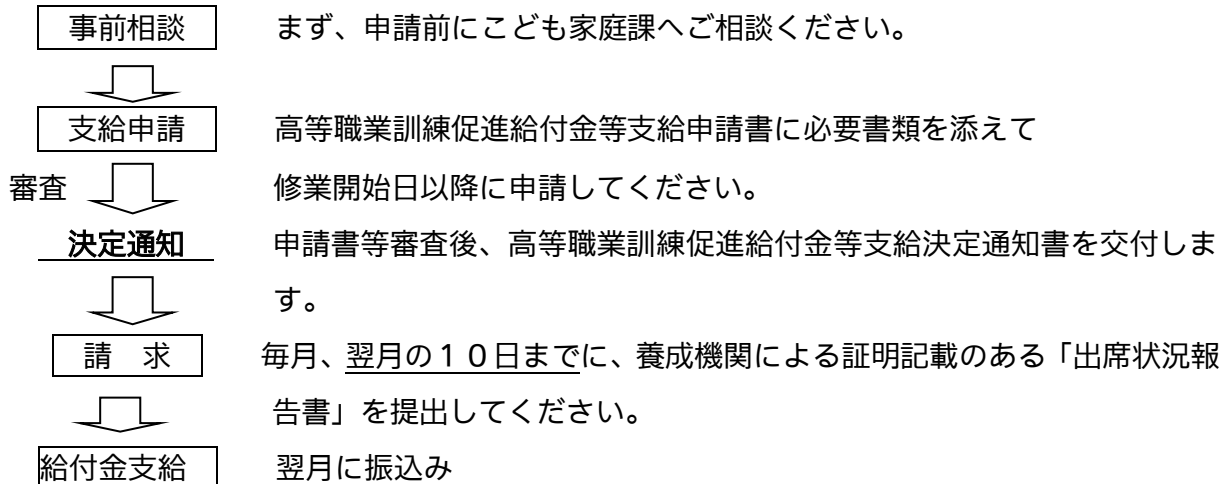 事前相談 まず、申請前にこども家庭課へご相談ください。
支給申請 高等職業訓練促進給付金等支給申請書に必要書類を添えて
審査 修業開始日以降に申請してください。
決定通知 申請書等審査後、高等職業訓練促進給付金等支給決定通知書を交付しま
す。
請　求 毎月、翌月の１０日までに、養成機関による証明記載のある「出席状況報
告書」を提出してください。
給付金支給 翌月に振込み